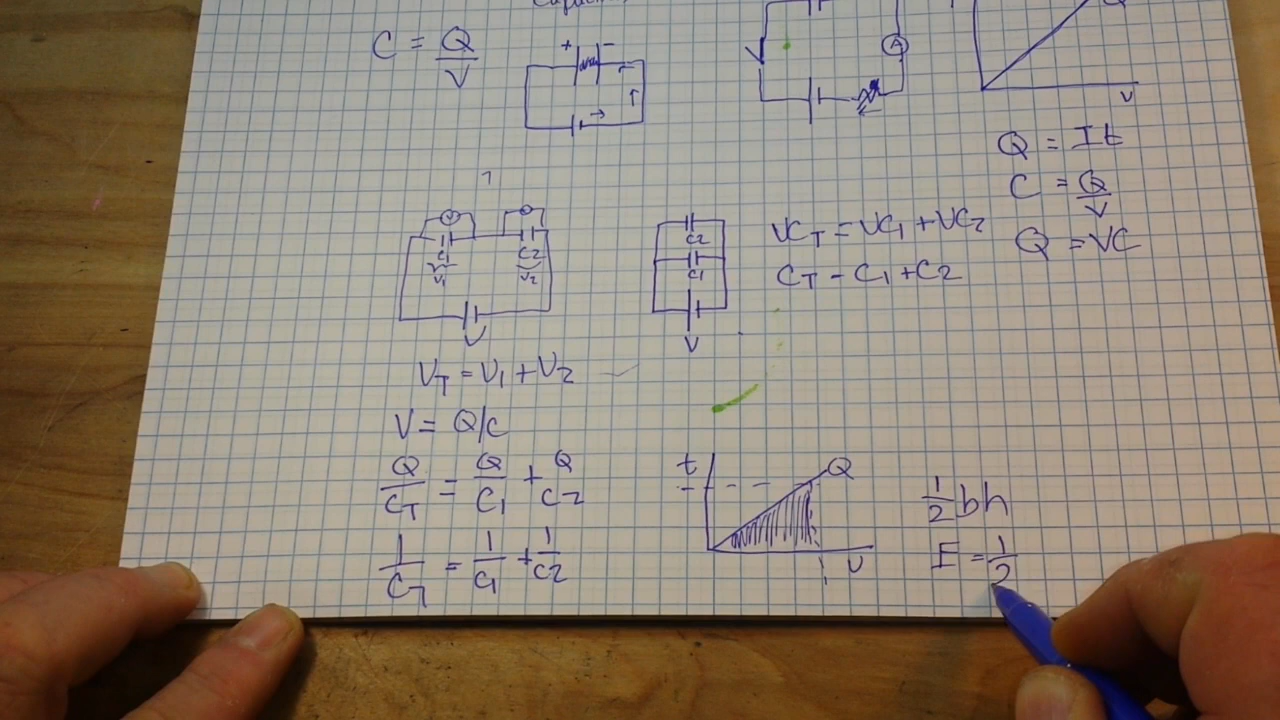 C = Q/V
+ -
A
V
Q = It
C = Q/V
Q = VC
V
C1
V1
C2
V2
V
C2
C1
V
VCT = VC1 + VC2
CT - C1 + C2
VT = V1 + V2
V = Q/C
Q/CT = Q/C1 + Q/C2
1/CT = 1/C1 + 1/C2
t
Q
V
1/2 bh
E = 1/2